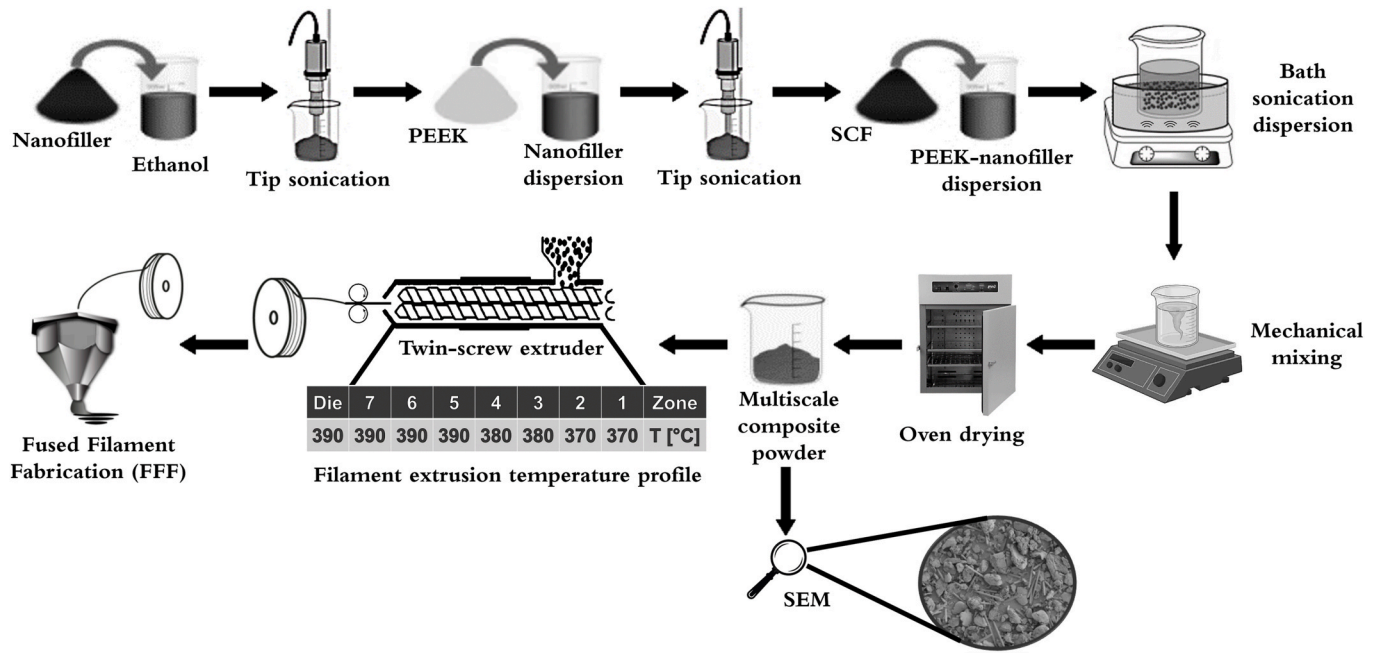 Nanofiller
Ethanol
Tip sonication
PEEK
Nanofiller
dispersion
Tip sonication
SCF
PEEK-nanofiller
dispersion
Bath
sonication
dispersion
Mechanical
mixing
Oven drying
Multiscale
composite
powder
Twin-screw extruder
Die 7 6 5 4 3 2 1 Zone
390 390 390 390 380 380 370 370 T [°C]
Filament extrusion temperature profile
Fused Filament
Fabrication (FFF)
SEM